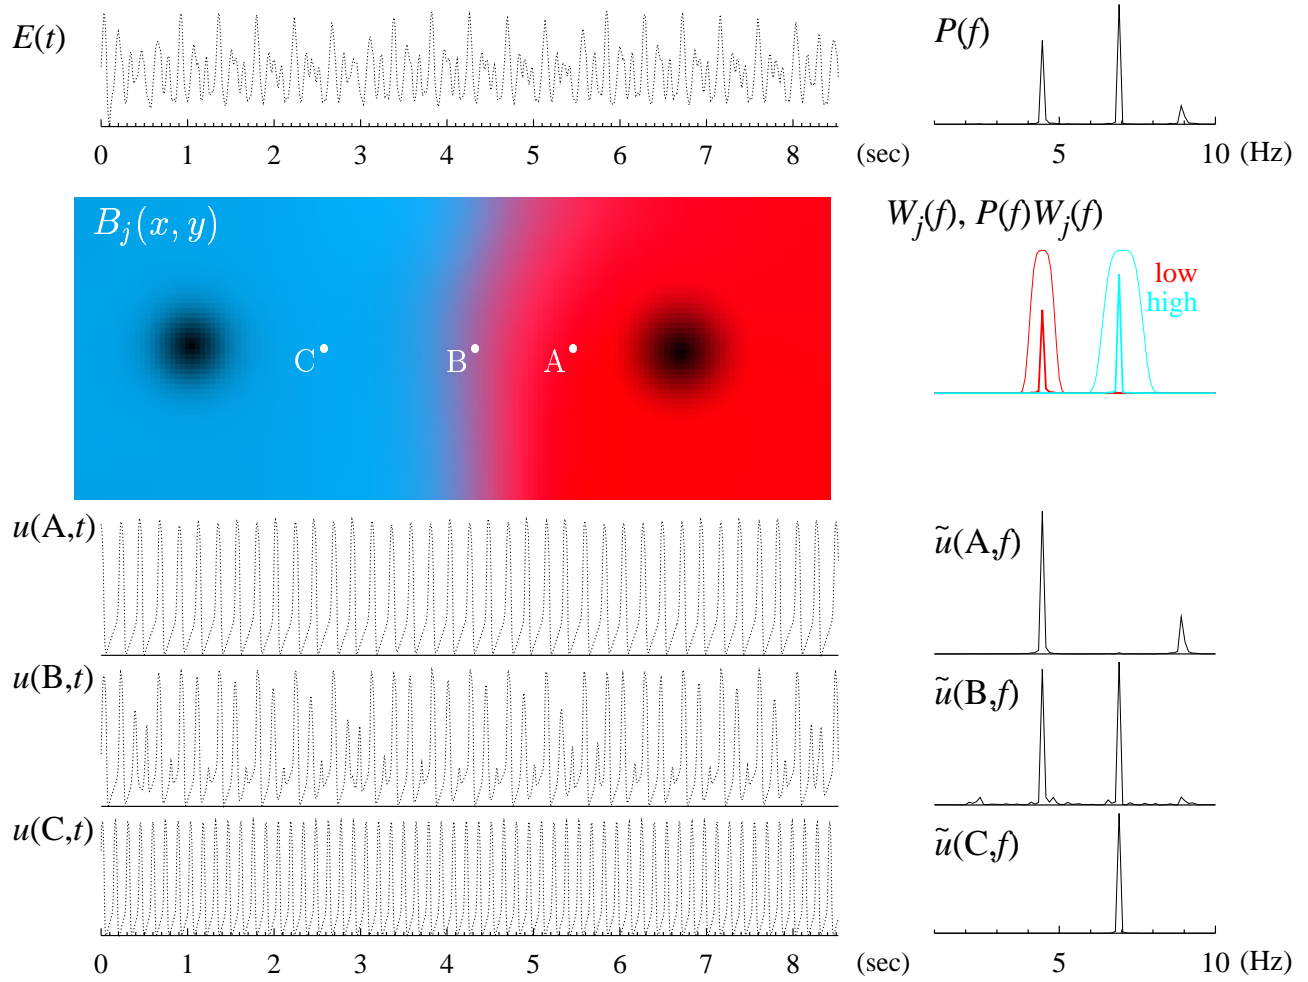 E(t)
P(f)
0 1 2 3 4 5 6 7 8 (sec)
5 10 (Hz)
B_j(x, y)
W_j(f), P(f)W_j(f)
low
high
C
B
A
u(A,t)
ũ(A,f)
u(B,t)
ũ(B,f)
u(C,t)
ũ(C,f)
0 1 2 3 4 5 6 7 8 (sec)
5 10 (Hz)